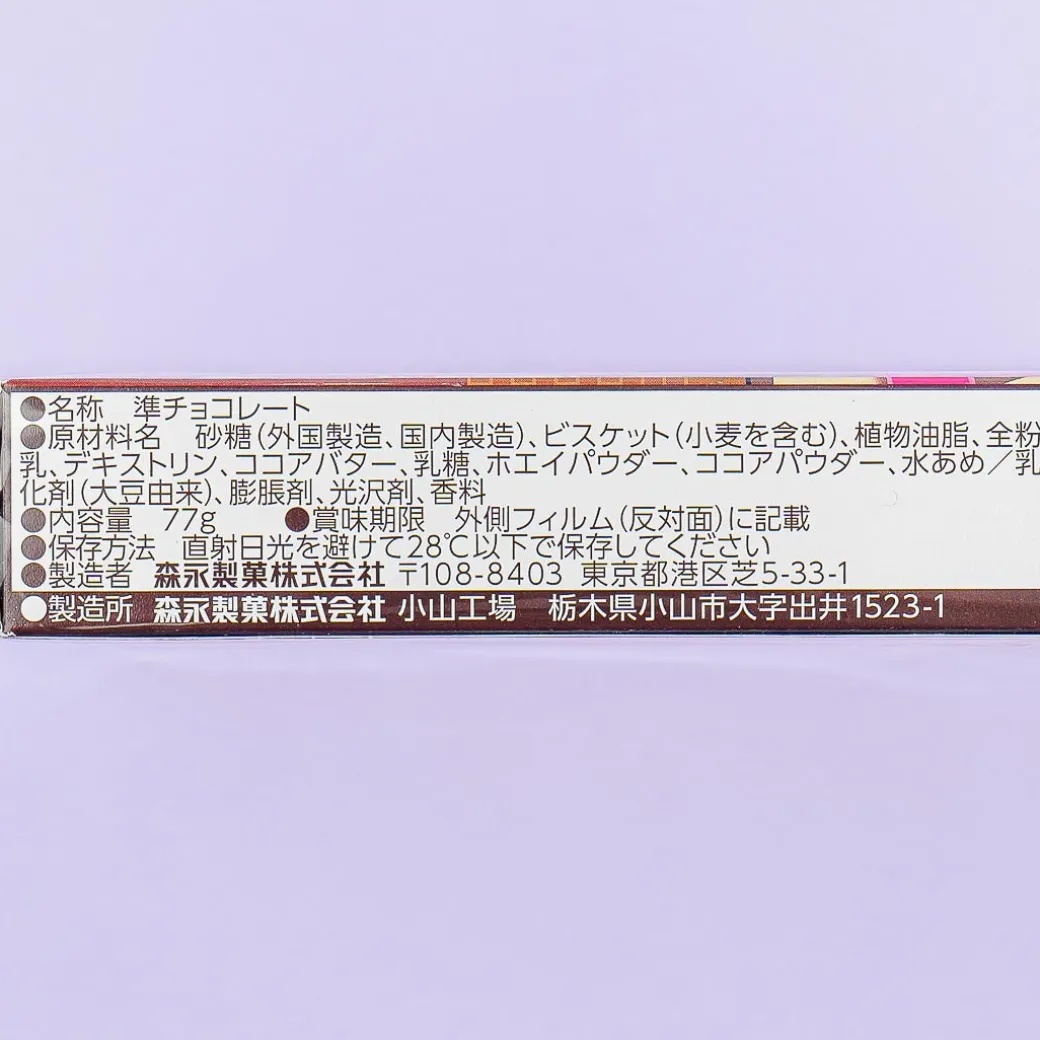 ●名称　準チョコレート
●原材料名　砂糖(外国製造、国内製造)、ビスケット(小麦を含む)、植物油脂、全粉
乳、デキストリン、ココアバター、乳糖、ホエイパウダー、ココアパウダー、水あめ／乳
化剤(大豆由来)、膨脹剤、光沢剤、香料
●内容量　77g　●賞味期限　外側フィルム(反対面)に記載
●保存方法　直射日光を避けて28℃以下で保存してください
●製造者　森永製菓株式会社 〒108-8403　東京都港区芝5-33-1
●製造所　森永製菓株式会社 小山工場　栃木県小山市大字出井1523-1